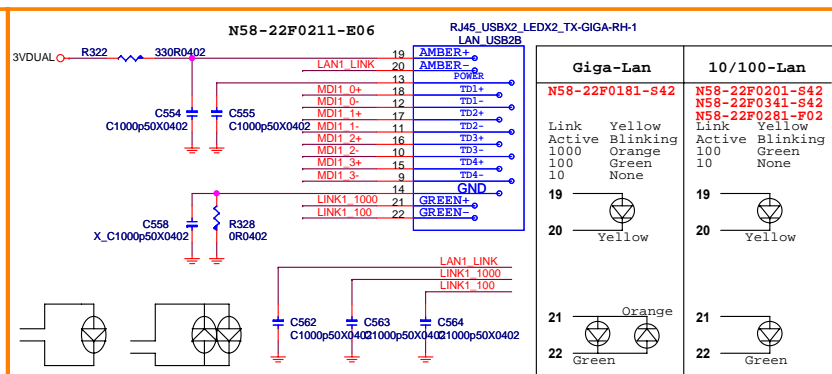 N58-22F0211-E06
RJ45_USBX2_LEDX2_TX-GIGA-RH-1
LAN_USB2B
3VDUAL R322 330R0402
19 AMBER+
LAN1_LINK 20 AMBER-
13 POWER
MDI1_0+ 18 TD1+
MDI1_0- 12 TD1-
MDI1_1+ 17 TD2+
MDI1_1- 11 TD2-
MDI1_2+ 16 TD3+
MDI1_2- 10 TD3-
MDI1_3+ 15 TD4+
MDI1_3- 9 TD4-
14 GND
LINK1_1000 21 GREEN+
LINK1_100 22 GREEN-
C554
C1000p50X0402
C555
C1000p50X0402
C558
X_C1000p50X0402
R328
0R0402
LAN1_LINK
LINK1_1000
LINK1_100
C562
C1000p50X0402
C563
C1000p50X0402
C564
C1000p50X0402
Giga-Lan
N58-22F0181-S42
Link Yellow
Active Blinking
1000 Orange
100 Green
10 None
19
20
Yellow
21
Orange
22
Green
10/100-Lan
N58-22F0201-S42
N58-22F0341-S42
N58-22F0281-F02
Link Yellow
Active Blinking
100 Green
10 None
19
20
Yellow
21
22
Green